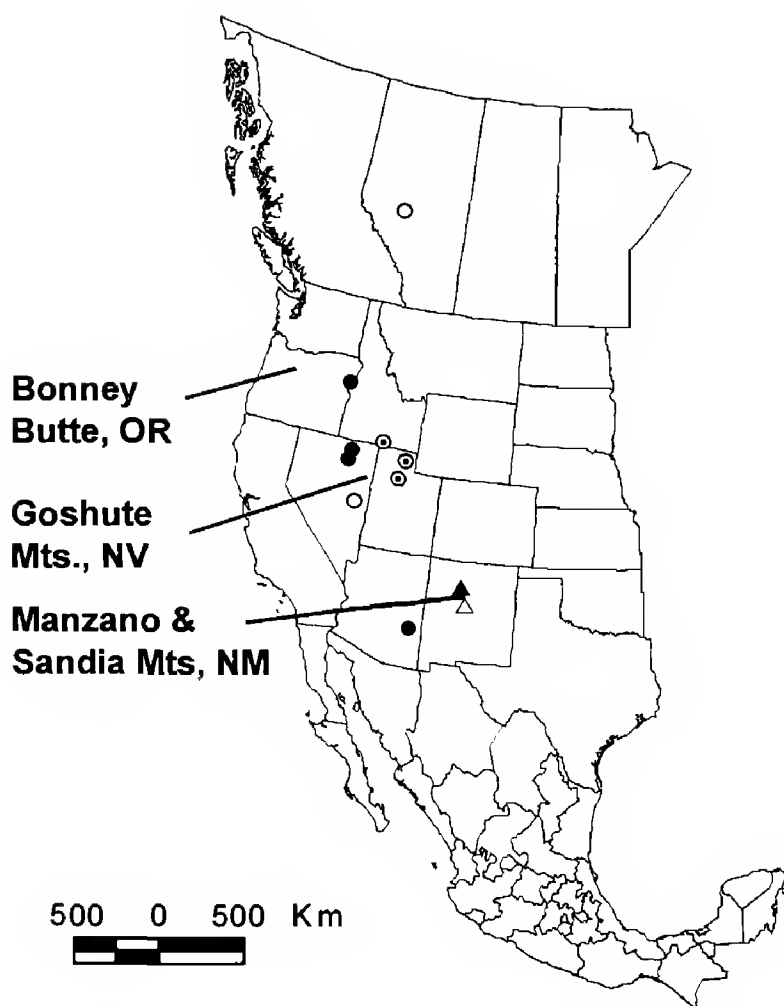 Bonney
Butte, OR
Goshute
Mts., NV
Manzano &
Sandia Mts, NM
500 0 500 Km